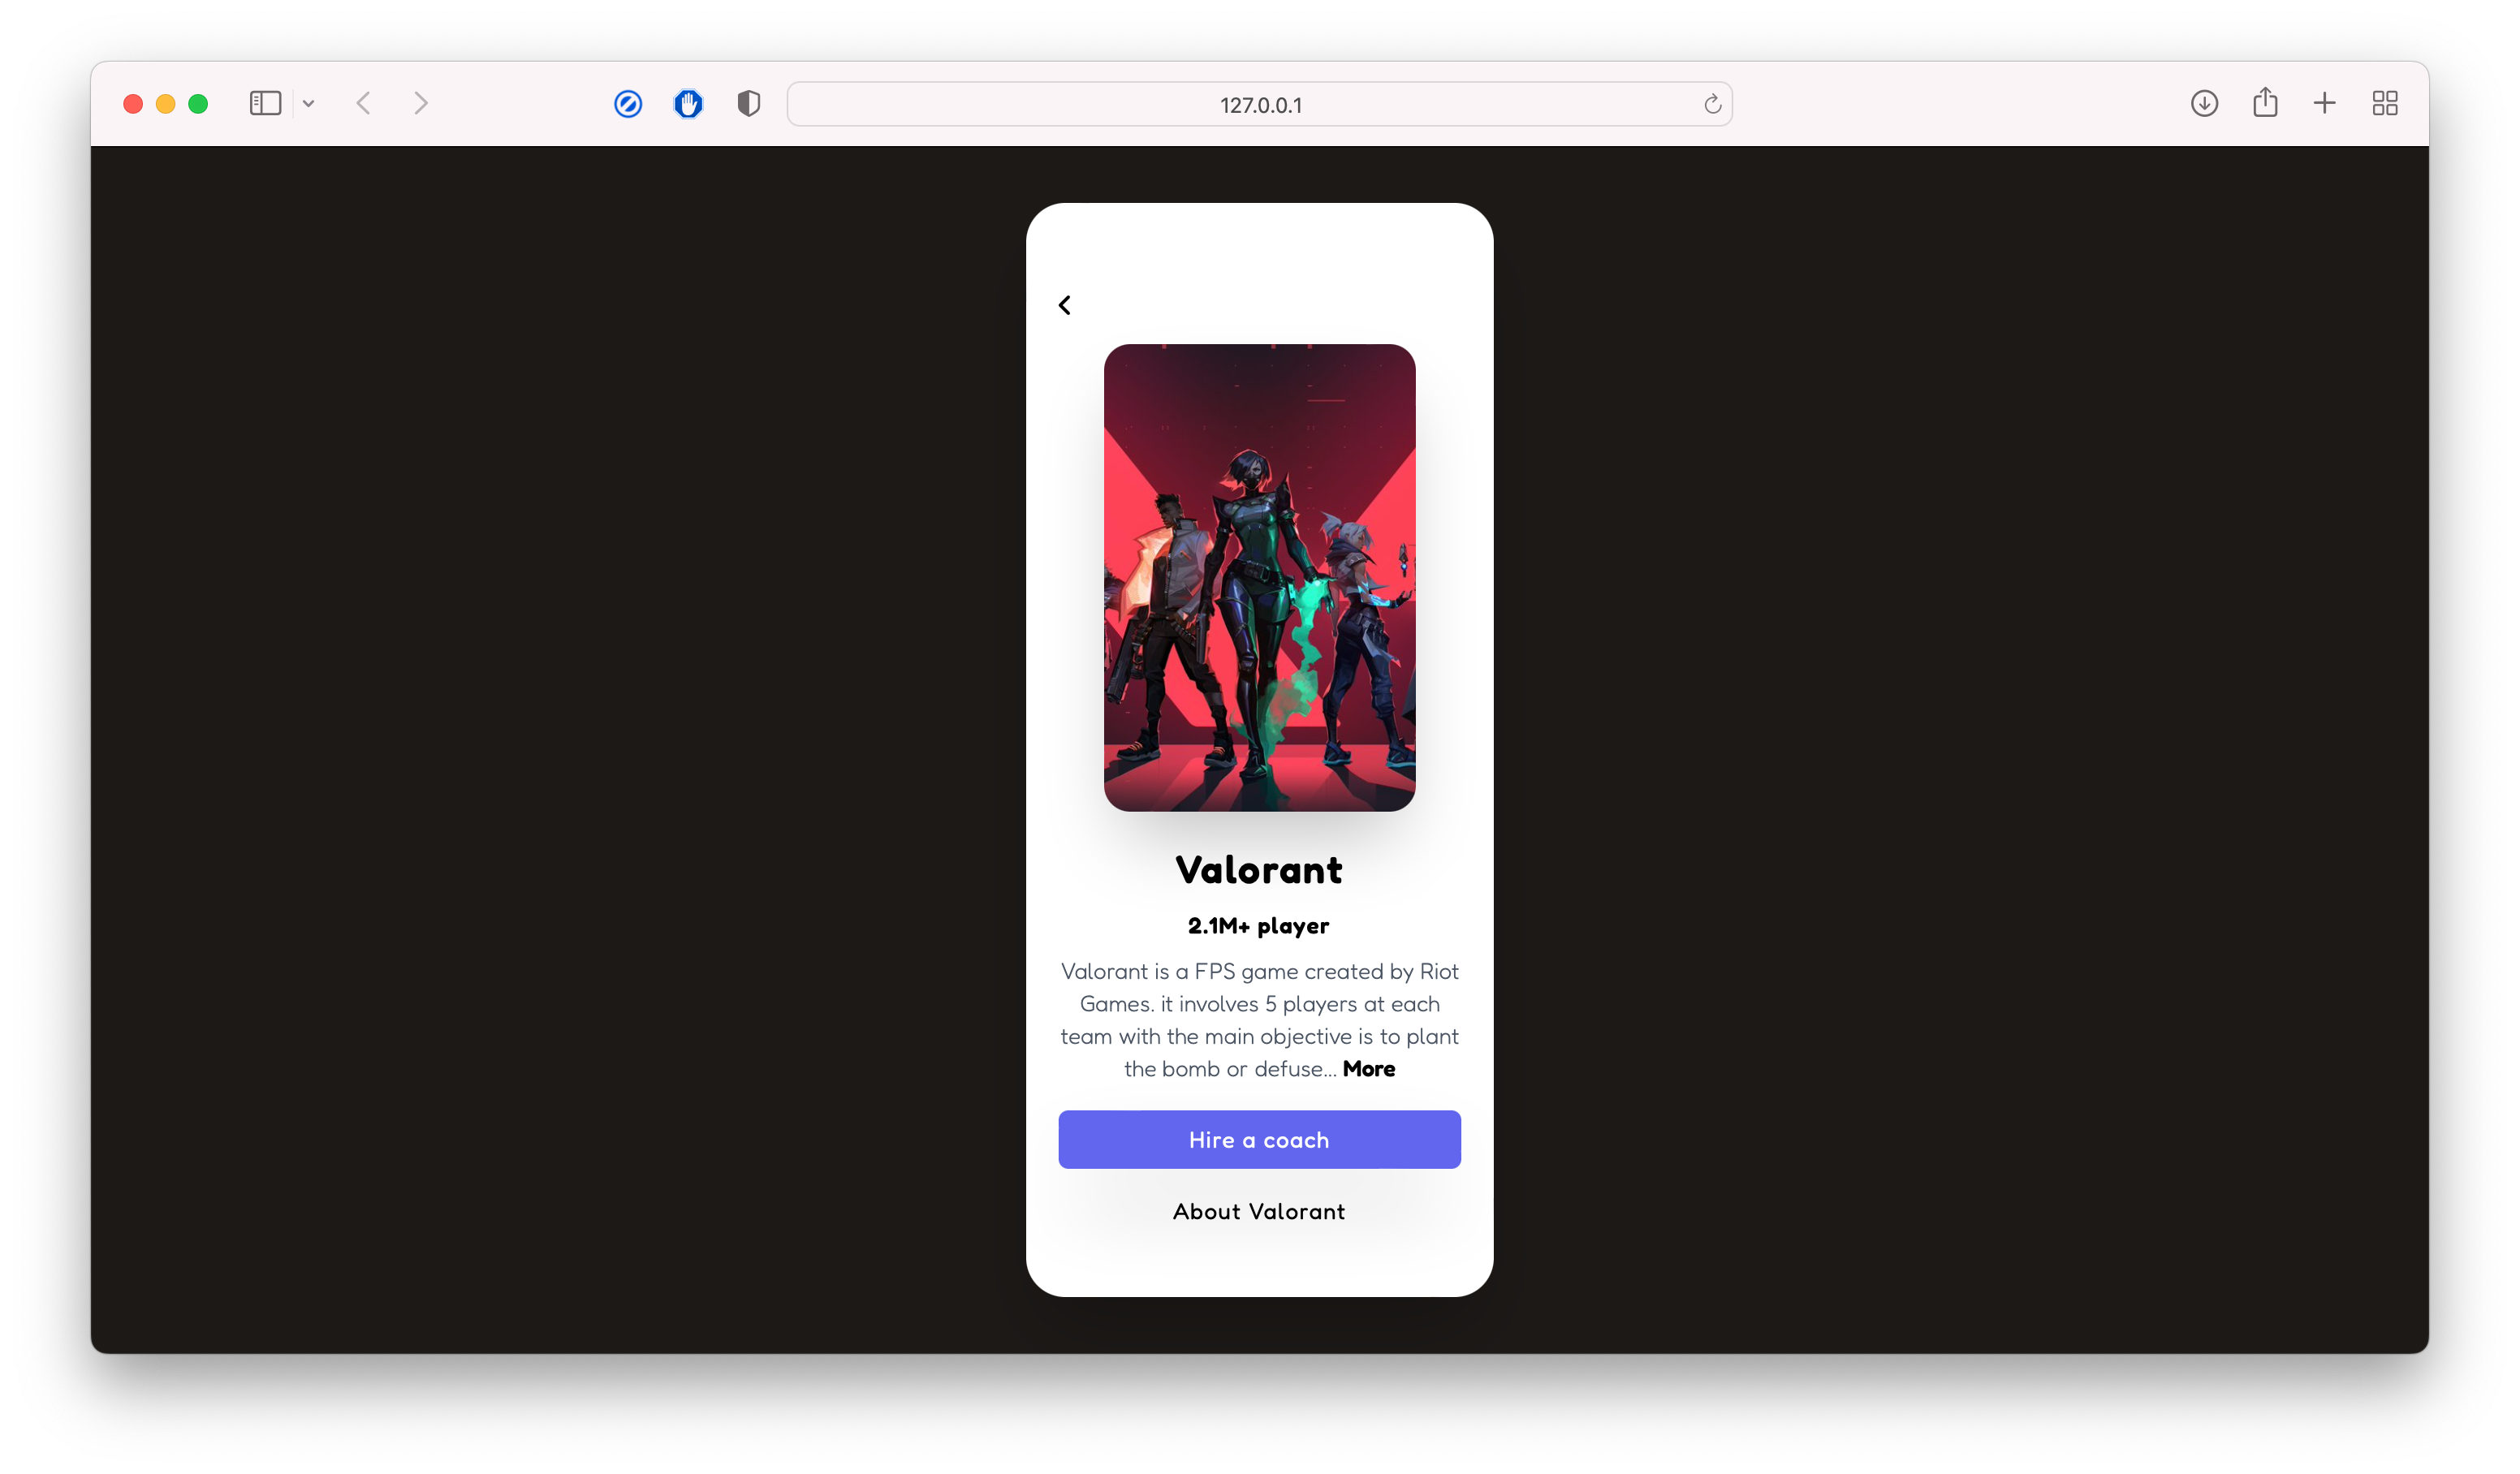 127.0.0.1
Valorant
2.1M+ player
Valorant is a FPS game created by Riot
Games. it involves 5 players at each
team with the main objective is to plant
the bomb or defuse... More
Hire a coach
About Valorant